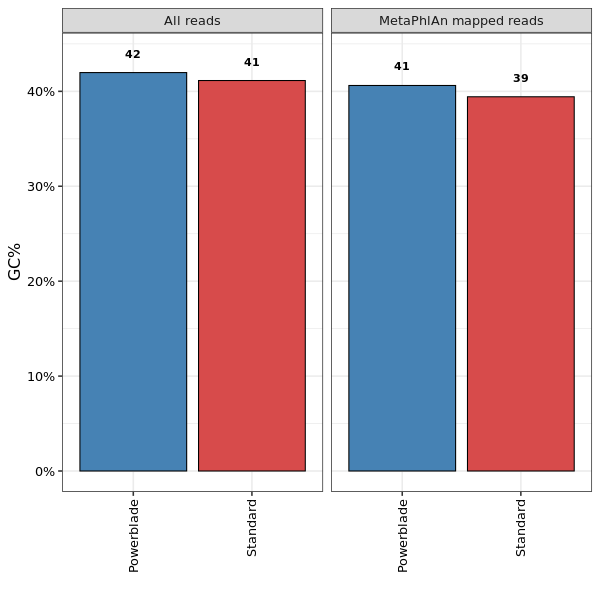 All reads
MetaPhlAn mapped reads
42
41
41
39
GC%
40%
30%
20%
10%
0%
Powerblade
Standard
Powerblade
Standard